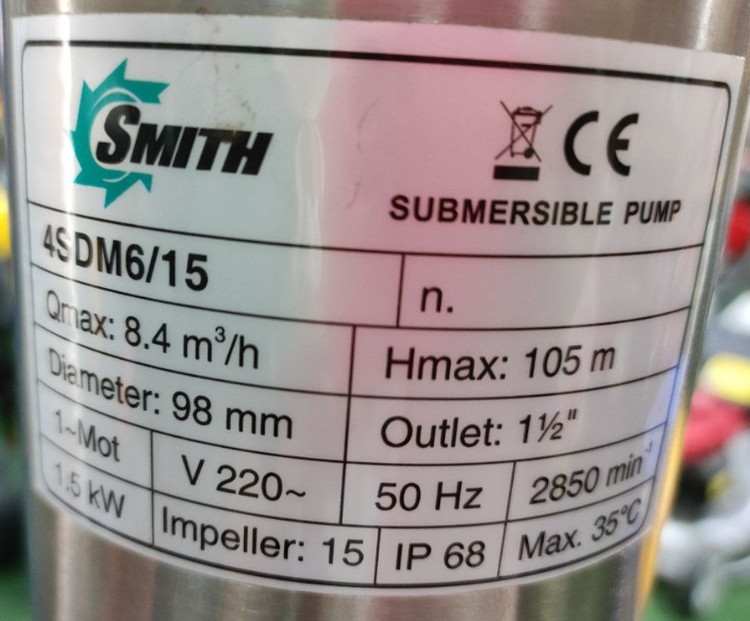 SMITH
CE
SUBMERSIBLE PUMP
4SDM6/15
n.
Qmax: 8.4 m³/h
Hmax: 105 m
Diameter: 98 mm
Outlet: 1½"
1~Mot
V 220~
50 Hz
2850 min⁻¹
1.5 kW
Impeller: 15
IP 68
Max. 35°C